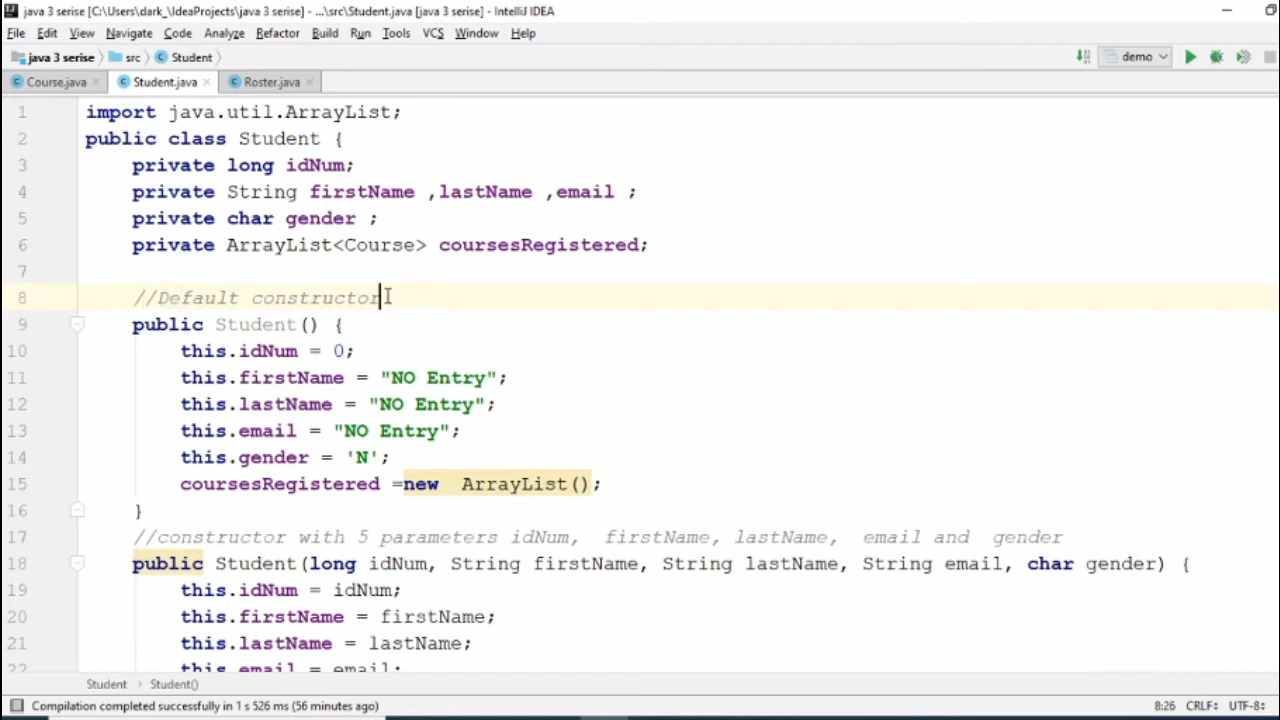 java 3 serise [C:\Users\dark_\IdeaProjects\java 3 serise] - ...\src\Student.java [java 3 serise] - IntelliJ IDEA
File Edit View Navigate Code Analyze Refactor Build Run Tools VCS Window Help
java 3 serise src Student demo
Course.java Student.java Roster.java
1 import java.util.ArrayList;
2 public class Student {
3 private long idNum;
4 private String firstName ,lastName ,email ;
5 private char gender ;
6 private ArrayList<Course> coursesRegistered;
7
8 //Default constructor
9 public Student() {
10 this.idNum = 0;
11 this.firstName = "NO Entry";
12 this.lastName = "NO Entry";
13 this.email = "NO Entry";
14 this.gender = 'N';
15 coursesRegistered =new  ArrayList();
16 }
17 //constructor with 5 parameters idNum,  firstName, lastName,  email and  gender
18 public Student(long idNum, String firstName, String lastName, String email, char gender) {
19 this.idNum = idNum;
20 this.firstName = firstName;
21 this.lastName = lastName;
22 this.email = email;
Student Student()
Compilation completed successfully in 1 s 526 ms (56 minutes ago) 8:26 CRLF: UTF-8: